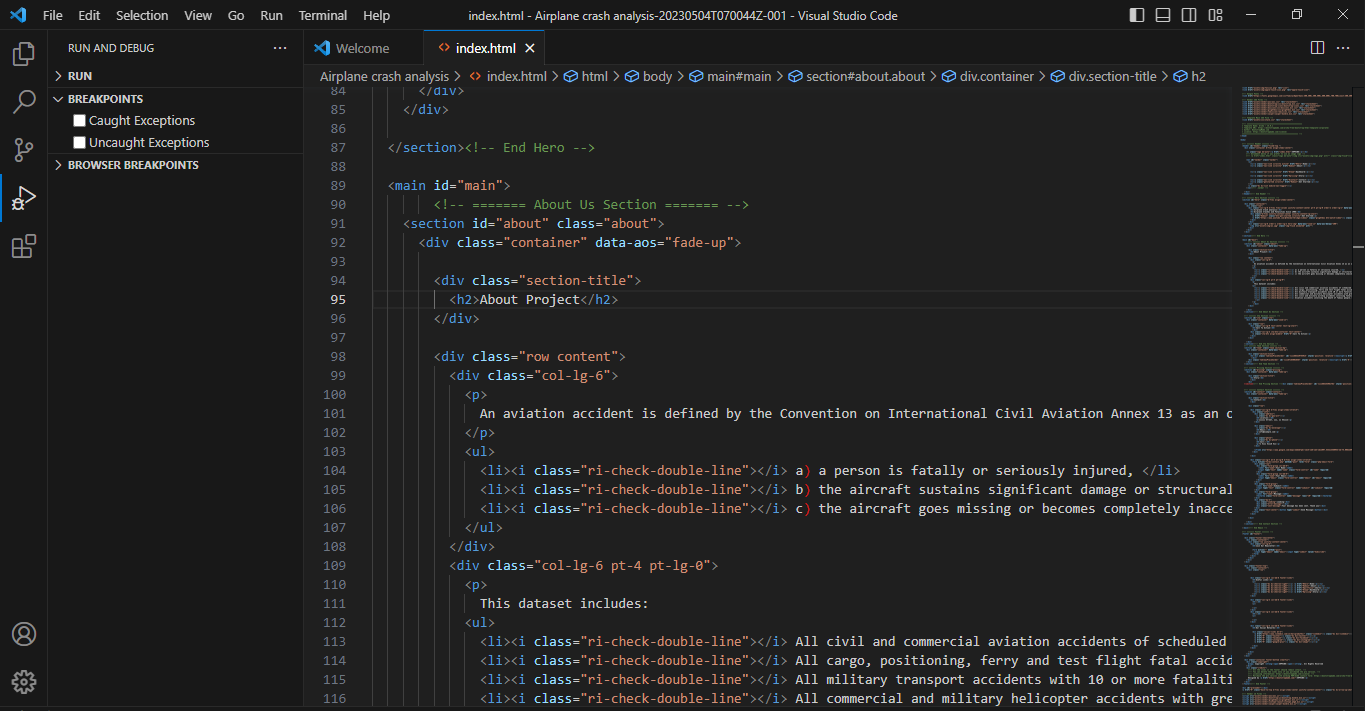 File Edit Selection View Go Run Terminal Help index.html - Airplane crash analysis-20230504T070044Z-001 - Visual Studio Code
RUN AND DEBUG
RUN
BREAKPOINTS
Caught Exceptions
Uncaught Exceptions
BROWSER BREAKPOINTS
Welcome <> index.html
Airplane crash analysis > <> index.html > html > body > main#main > section#about.about > div.container > div.section-title > h2
84 </div>
85 </div>
86
87 </section><!-- End Hero -->
88
89 <main id="main">
90 <!-- ======= About Us Section ======= -->
91 <section id="about" class="about">
92 <div class="container" data-aos="fade-up">
93
94 <div class="section-title">
95 <h2>About Project</h2>
96 </div>
97
98 <div class="row content">
99 <div class="col-lg-6">
100 <p>
101 An aviation accident is defined by the Convention on International Civil Aviation Annex 13 as an o
102 </p>
103 <ul>
104 <li><i class="ri-check-double-line"></i> a) a person is fatally or seriously injured, </li>
105 <li><i class="ri-check-double-line"></i> b) the aircraft sustains significant damage or structural
106 <li><i class="ri-check-double-line"></i> c) the aircraft goes missing or becomes completely inacce
107 </ul>
108 </div>
109 <div class="col-lg-6 pt-4 pt-lg-0">
110 <p>
111 This dataset includes:
112 <ul>
113 <li><i class="ri-check-double-line"></i> All civil and commercial aviation accidents of scheduled
114 <li><i class="ri-check-double-line"></i> All cargo, positioning, ferry and test flight fatal accid
115 <li><i class="ri-check-double-line"></i> All military transport accidents with 10 or more fataliti
116 <li><i class="ri-check-double-line"></i> All commercial and military helicopter accidents with gre